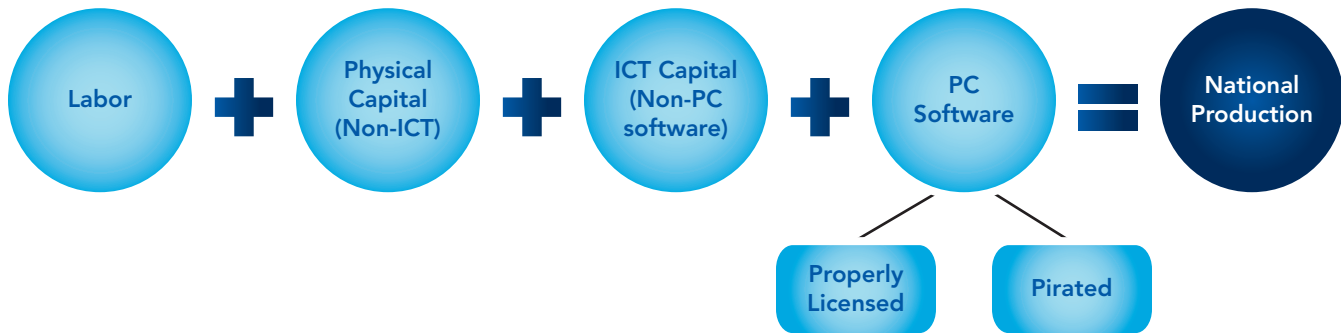 Labor
Physical
Capital
(Non-ICT)
ICT Capital
(Non-PC
software)
PC
Software
National
Production
Properly
Licensed
Pirated